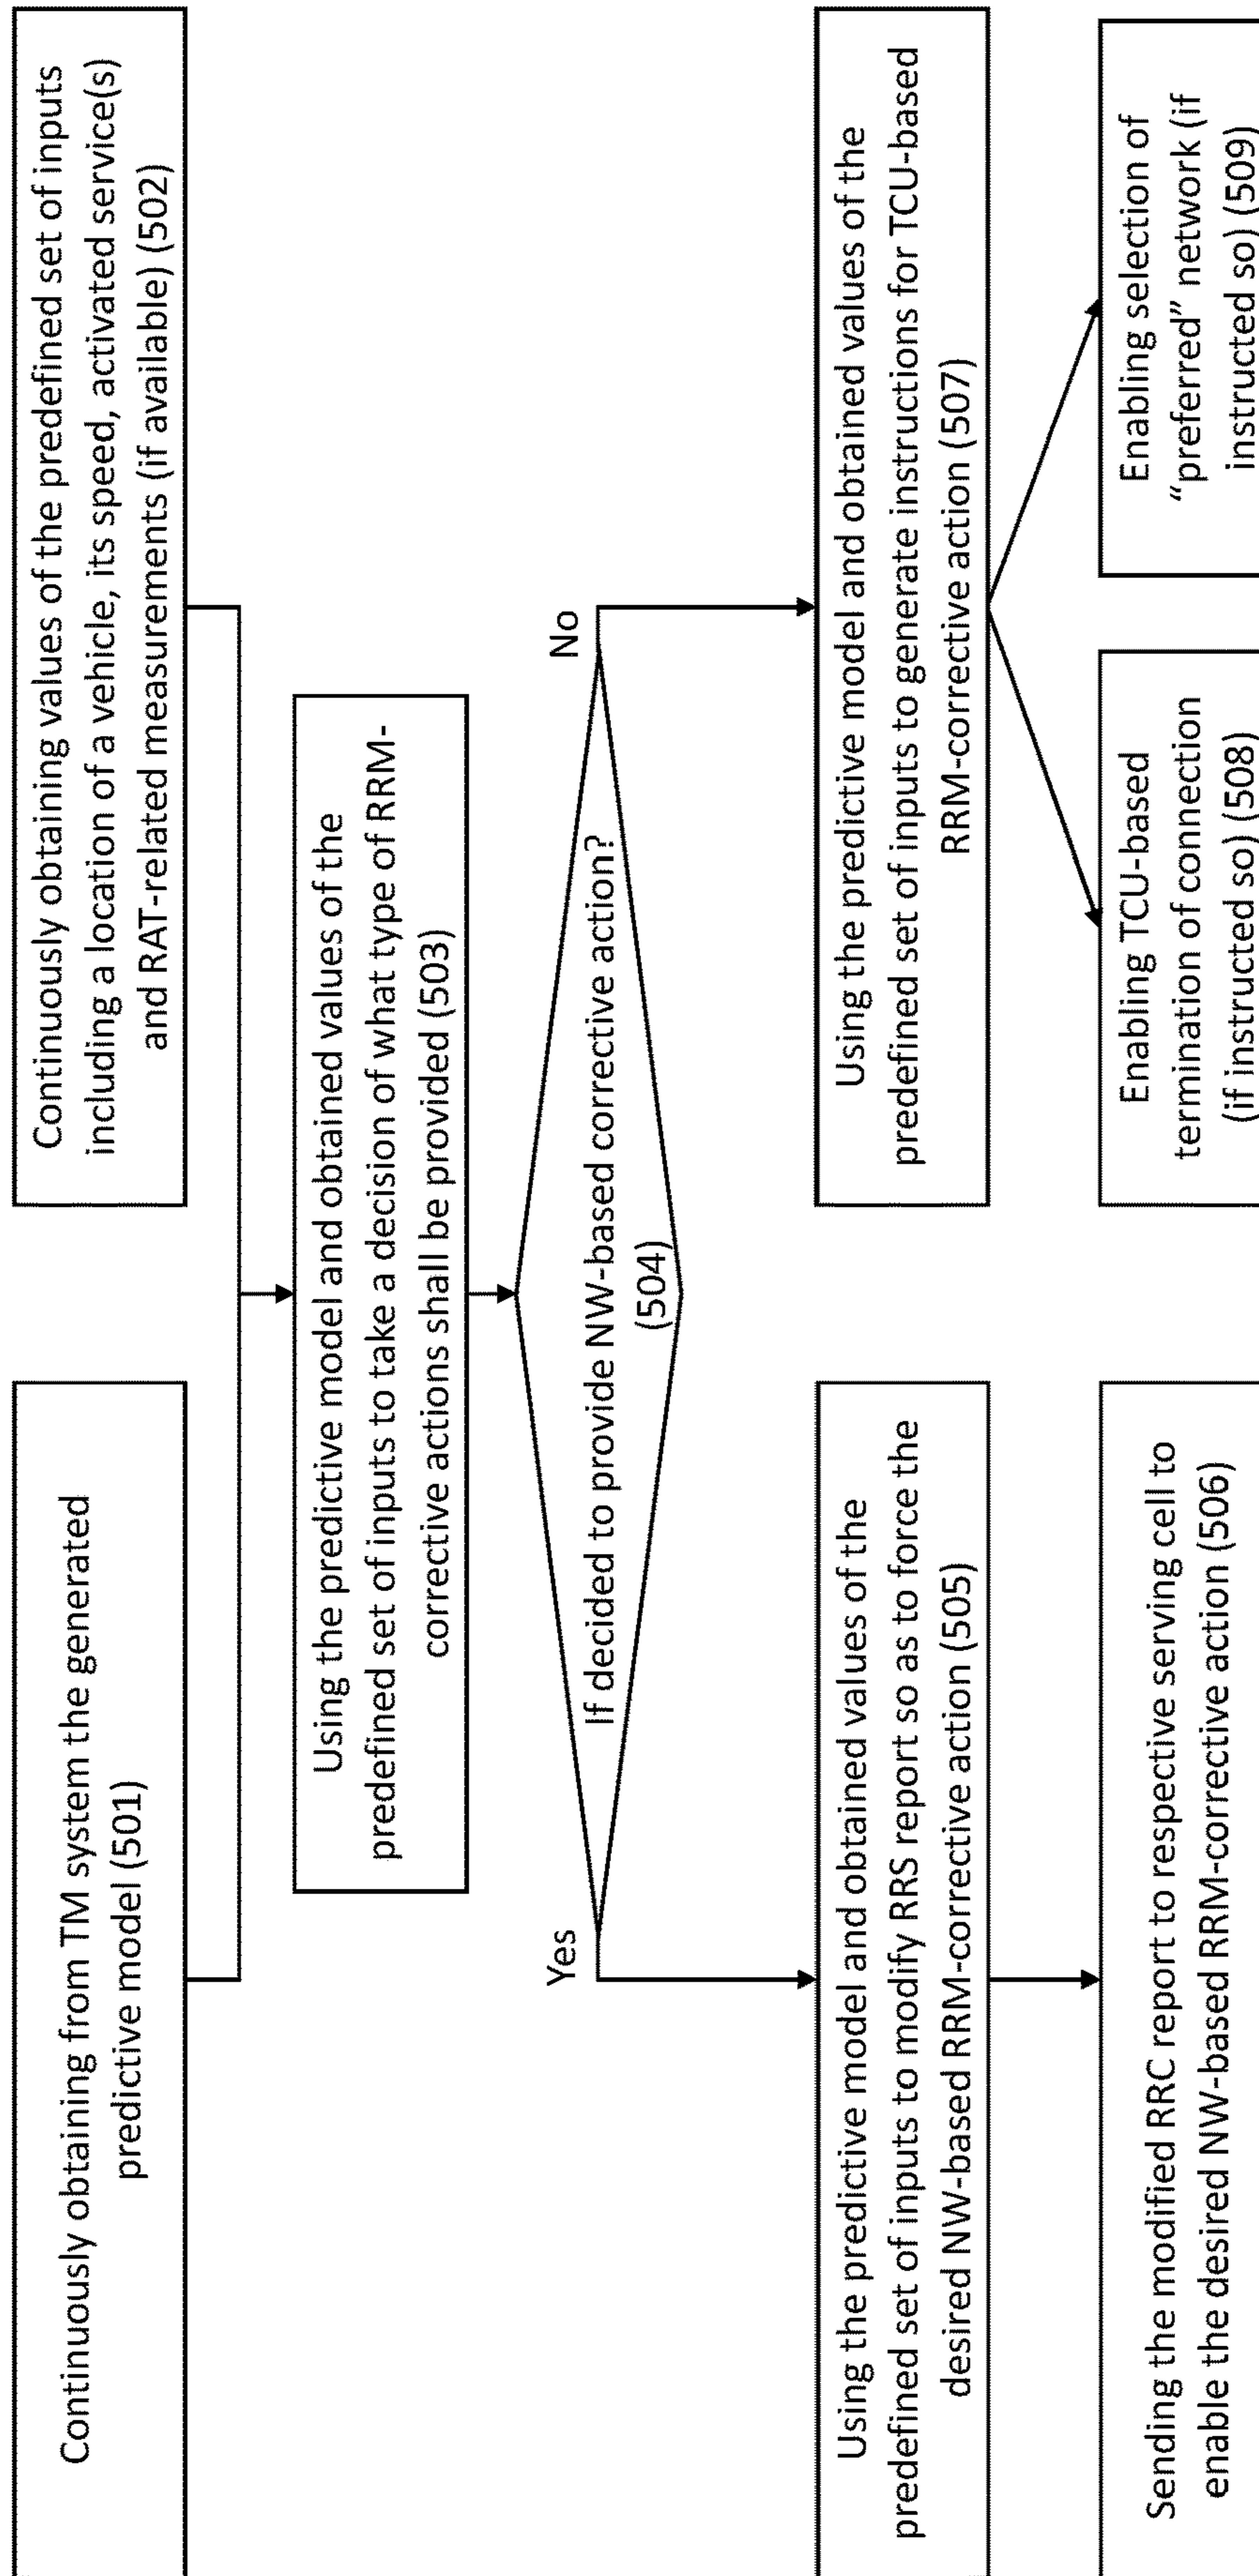 Continuously obtaining from TM system the generated
predictive model (501)
Continuously obtaining values of the predefined set of inputs
including a location of a vehicle, its speed, activated service(s)
and RAT-related measurements (if available) (502)
Using the predictive model and obtained values of the
predefined set of inputs to take a decision of what type of RRM-
corrective actions shall be provided (503)
If decided to provide NW-based corrective action?
(504)
Yes
No
Using the predictive model and obtained values of the
predefined set of inputs to modify RRS report so as to force the
desired NW-based RRM-corrective action (505)
Sending the modified RRC report to respective serving cell to
enable the desired NW-based RRM-corrective action (506)
Using the predictive model and obtained values of the
predefined set of inputs to generate instructions for TCU-based
RRM-corrective action (507)
Enabling TCU-based
termination of connection
(if instructed so) (508)
Enabling selection of
“preferred” network (if
instructed so) (509)